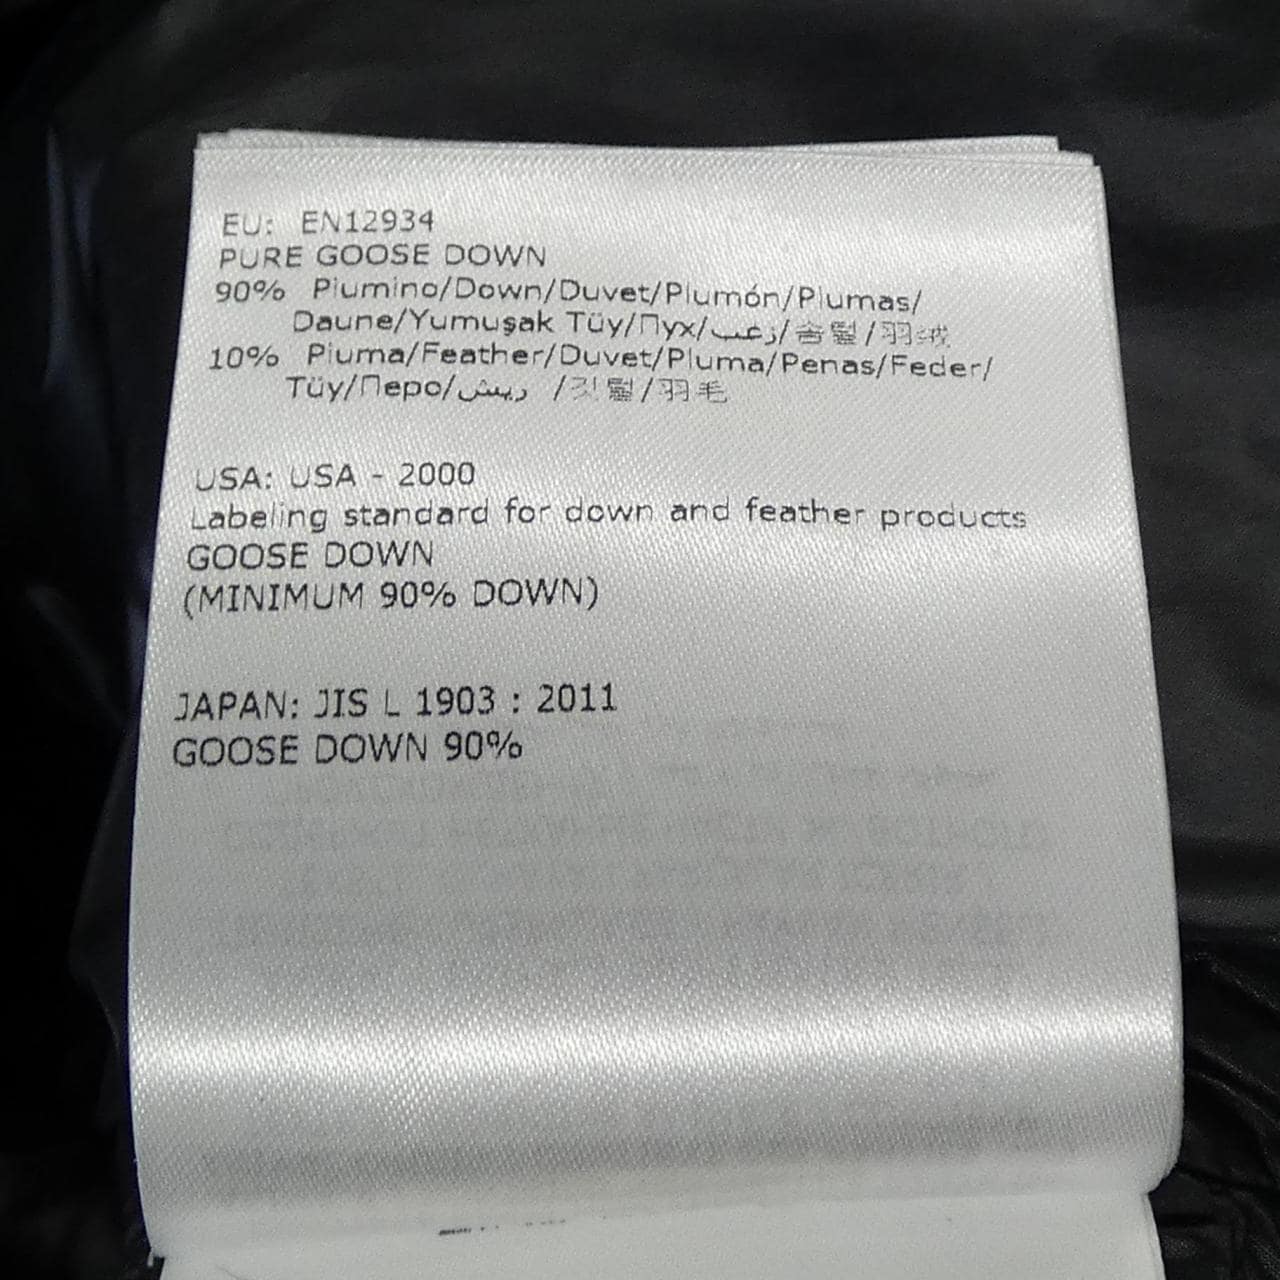 EU: EN12934
PURE GOOSE DOWN
90% Piumino/Down/Duvet/Plumón/Plumas/
Daune/Yumuşak Tüy/Пух/زغب/솜털/羽绒
10% Piuma/Feather/Duvet/Pluma/Penas/Feder/
Tüy/Перо/ريش /깃털/羽毛
USA: USA - 2000
Labeling standard for down and feather products
GOOSE DOWN
(MINIMUM 90% DOWN)
JAPAN: JIS L 1903 : 2011
GOOSE DOWN 90%